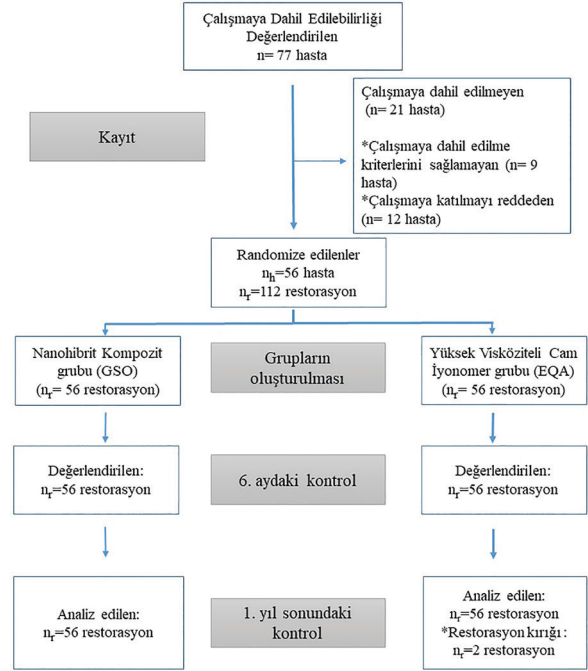 Çalışmaya Dahil Edilebilirliği
Değerlendirilen
n= 77 hasta
Çalışmaya dahil edilmeyen
(n= 21 hasta)
*Çalışmaya dahil edilme
kriterlerini sağlamayan (n= 9
hasta)
*Çalışmaya katılmayı reddeden
(n= 12 hasta)
Kayıt
Randomize edilenler
nh=56 hasta
nr=112 restorasyon
Nanohibrit Kompozit
grubu (GSO)
(nr= 56 restorasyon)
Grupların
oluşturulması
Yüksek Visköziteli Cam
İyonomer grubu (EQA)
(nr= 56 restorasyon)
Değerlendirilen:
nr=56 restorasyon
6. aydaki kontrol
Değerlendirilen:
nr=56 restorasyon
Analiz edilen:
nr=56 restorasyon
1. yıl sonundaki
kontrol
Analiz edilen:
nr=56 restorasyon
*Restorasyon kırığı:
nr=2 restorasyon